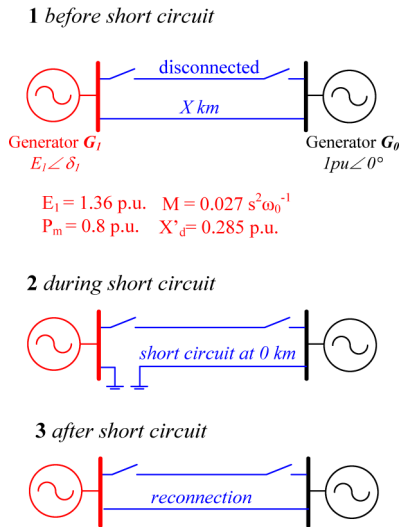 1 before short circuit
disconnected
X km
Generator G1
E1∠ δ1
Generator G0
1pu∠ 0°
E1 = 1.36 p.u. M = 0.027 s²ω0⁻¹
Pm = 0.8 p.u. X'd = 0.285 p.u.
2 during short circuit
short circuit at 0 km
3 after short circuit
reconnection